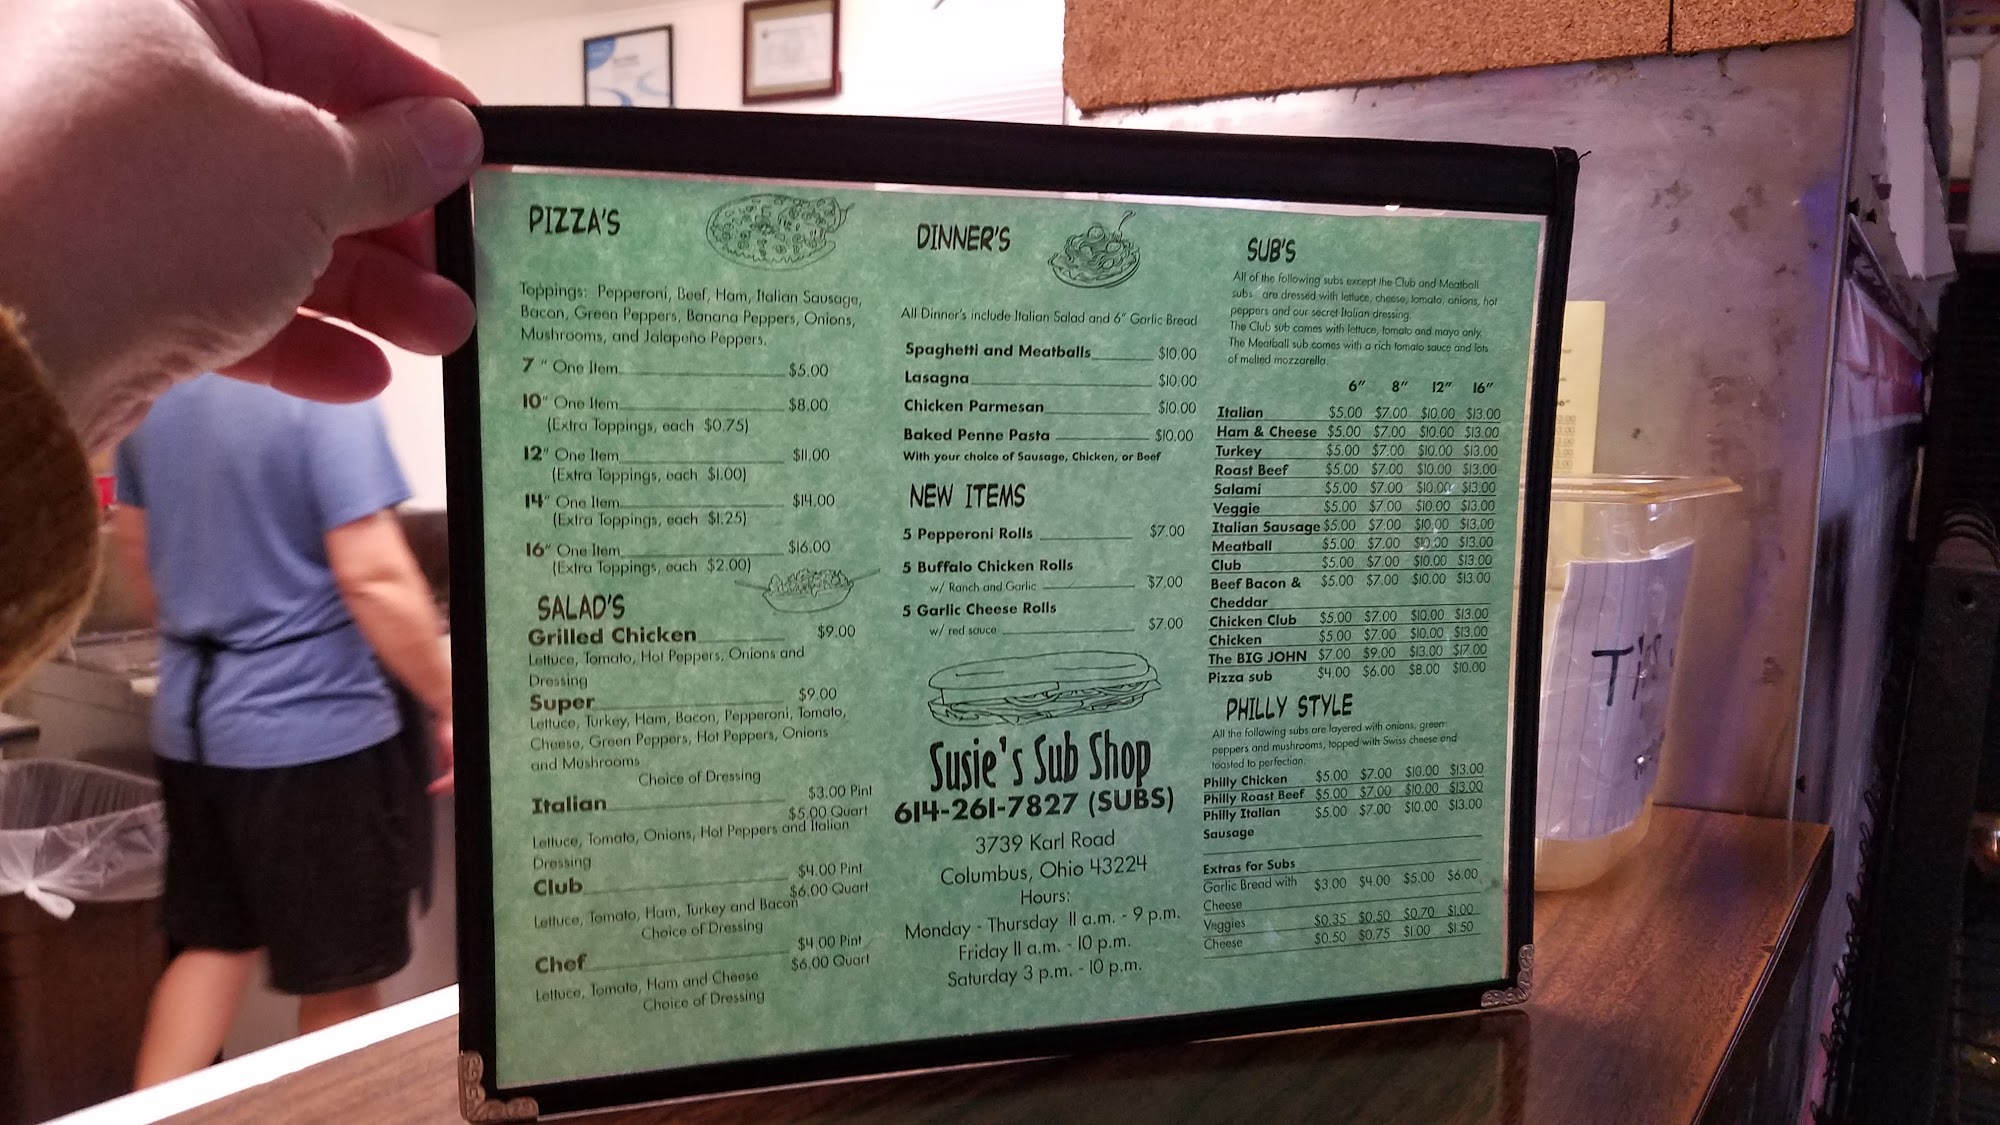 PIZZA'S
Toppings: Pepperoni, Beef, Ham, Italian Sausage,
Bacon, Green Peppers, Banana Peppers, Onions,
Mushrooms, and Jalapeño Peppers.
7 " One Item $5.00
10" One Item $8.00
(Extra Toppings, each $0.75)
12" One Item $11.00
(Extra Toppings, each $1.00)
14" One Item $14.00
(Extra Toppings, each $1.25)
16" One Item $16.00
(Extra Toppings, each $2.00)
SALAD'S
Grilled Chicken $9.00
Lettuce, Tomato, Hot Peppers, Onions and
Dressing
Super $9.00
Lettuce, Turkey, Ham, Bacon, Pepperoni, Tomato,
Cheese, Green Peppers, Hot Peppers, Onions
and Mushrooms
Choice of Dressing
Italian $3.00 Pint
$5.00 Quart
Lettuce, Tomato, Onions, Hot Peppers and Italian
Dressing
Club $4.00 Pint
$6.00 Quart
Lettuce, Tomato, Ham, Turkey and Bacon
Choice of Dressing
Chef $4.00 Pint
$6.00 Quart
Lettuce, Tomato, Ham and Cheese
Choice of Dressing
DINNER'S
All Dinner's include Italian Salad and 6" Garlic Bread
Spaghetti and Meatballs $10.00
Lasagna $10.00
Chicken Parmesan $10.00
Baked Penne Pasta $10.00
With your choice of Sausage, Chicken, or Beef
NEW ITEMS
5 Pepperoni Rolls $7.00
5 Buffalo Chicken Rolls
w/ Ranch and Garlic $7.00
5 Garlic Cheese Rolls
w/ red sauce $7.00
Susie's Sub Shop
614-261-7827 (SUBS)
3739 Karl Road
Columbus, Ohio 43224
Hours:
Monday - Thursday 11 a.m. - 9 p.m.
Friday 11 a.m. - 10 p.m.
Saturday 3 p.m. - 10 p.m.
SUB'S
All of the following subs except the Club and Meatball
subs are dressed with lettuce, cheese, tomato, onions, hot
peppers and our secret Italian dressing.
The Club sub comes with lettuce, tomato and mayo only.
The Meatball sub comes with a rich tomato sauce and lots
of melted mozzarella.
6" 8" 12" 16"
Italian $5.00 $7.00 $10.00 $13.00
Ham & Cheese $5.00 $7.00 $10.00 $13.00
Turkey $5.00 $7.00 $10.00 $13.00
Roast Beef $5.00 $7.00 $10.00 $13.00
Salami $5.00 $7.00 $10.00 $13.00
Veggie $5.00 $7.00 $10.00 $13.00
Italian Sausage $5.00 $7.00 $10.00 $13.00
Meatball $5.00 $7.00 $10.00 $13.00
Club $5.00 $7.00 $10.00 $13.00
Beef Bacon & $5.00 $7.00 $10.00 $13.00
Cheddar
Chicken Club $5.00 $7.00 $10.00 $13.00
Chicken $5.00 $7.00 $10.00 $13.00
The BIG JOHN $7.00 $9.00 $13.00 $17.00
Pizza sub $4.00 $6.00 $8.00 $10.00
PHILLY STYLE
All the following subs are layered with onions, green
peppers and mushrooms, topped with Swiss cheese and
toasted to perfection.
Philly Chicken $5.00 $7.00 $10.00 $13.00
Philly Roast Beef $5.00 $7.00 $10.00 $13.00
Philly Italian $5.00 $7.00 $10.00 $13.00
Sausage
Extras for Subs
Garlic Bread with $3.00 $4.00 $5.00 $6.00
Cheese
Veggies $0.35 $0.50 $0.70 $1.00
Cheese $0.50 $0.75 $1.00 $1.50